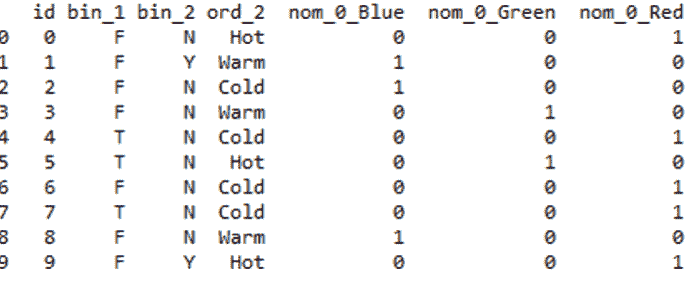 id bin_1 bin_2 ord_2 nom_0_Blue nom_0_Green nom_0_Red
0 0 F N Hot 0 0 1
1 1 F Y Warm 1 0 0
2 2 F N Cold 1 0 0
3 3 F N Warm 0 1 0
4 4 T N Cold 0 0 1
5 5 T N Hot 0 1 0
6 6 F N Cold 0 0 1
7 7 T N Cold 0 0 1
8 8 F N Warm 1 0 0
9 9 F Y Hot 0 0 1